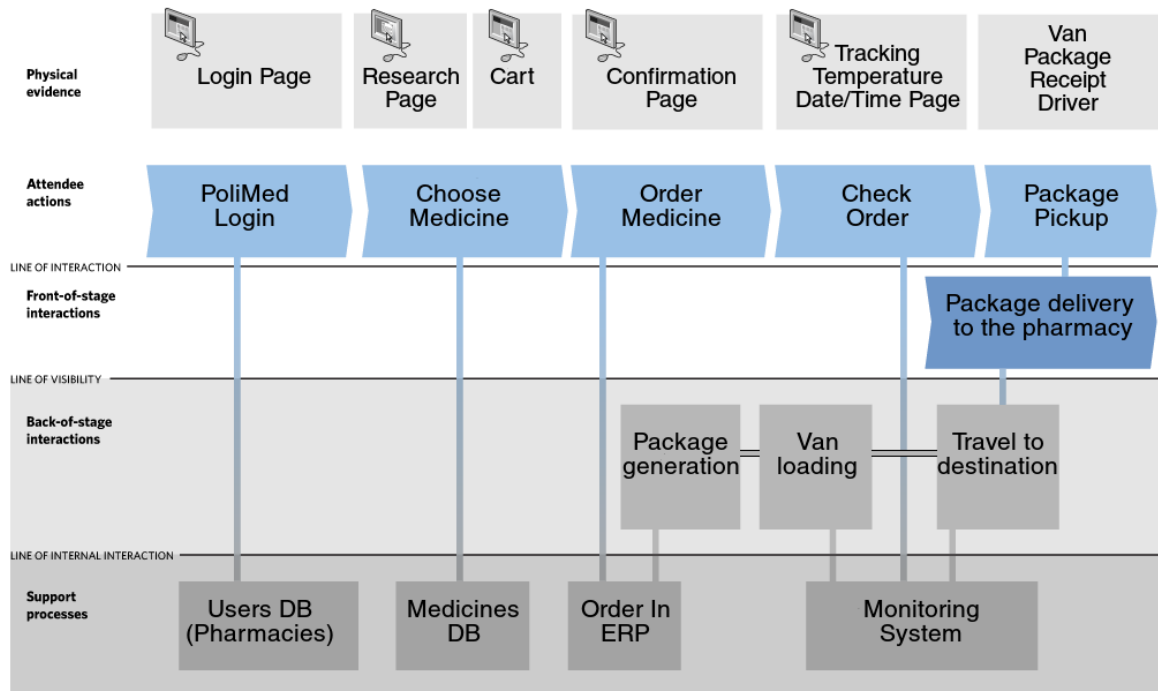 Physical
evidence
Login Page
Research
Page
Cart
Confirmation
Page
Tracking
Temperature
Date/Time Page
Van
Package
Receipt
Driver
Attendee
actions
PoliMed
Login
Choose
Medicine
Order
Medicine
Check
Order
Package
Pickup
LINE OF INTERACTION
Front-of-stage
interactions
Package delivery
to the pharmacy
LINE OF VISIBILITY
Back-of-stage
interactions
Package
generation
Van
loading
Travel to
destination
LINE OF INTERNAL INTERACTION
Support
processes
Users DB
(Pharmacies)
Medicines
DB
Order In
ERP
Monitoring
System